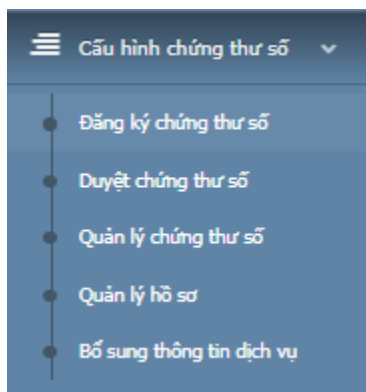 Cấu hình chứng thư số
Đăng ký chứng thư số
Duyệt chứng thư số
Quản lý chứng thư số
Quản lý hồ sơ
Bổ sung thông tin dịch vụ